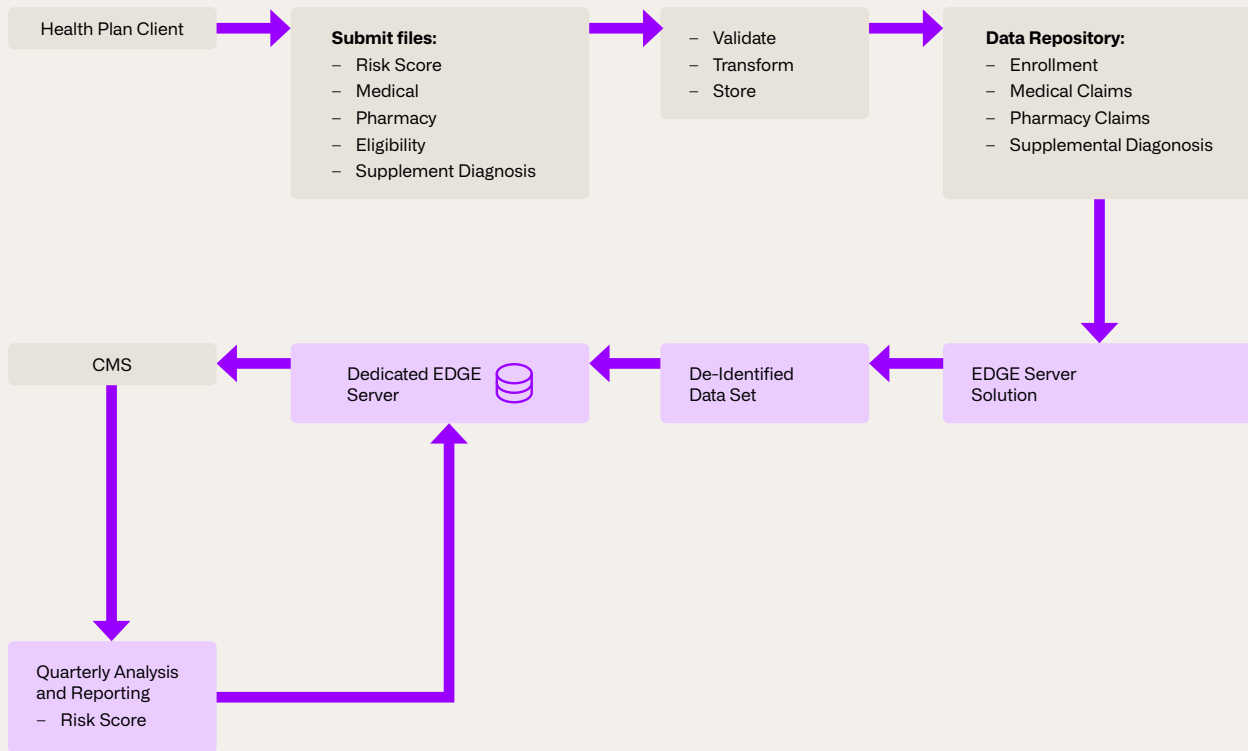 Health Plan Client
Submit files:
– Risk Score
– Medical
– Pharmacy
– Eligibility
– Supplement Diagnosis
– Validate
– Transform
– Store
Data Repository:
– Enrollment
– Medical Claims
– Pharmacy Claims
– Supplemental Diagonosis
CMS
Dedicated EDGE
Server
De-Identified
Data Set
EDGE Server
Solution
Quarterly Analysis
and Reporting
– Risk Score